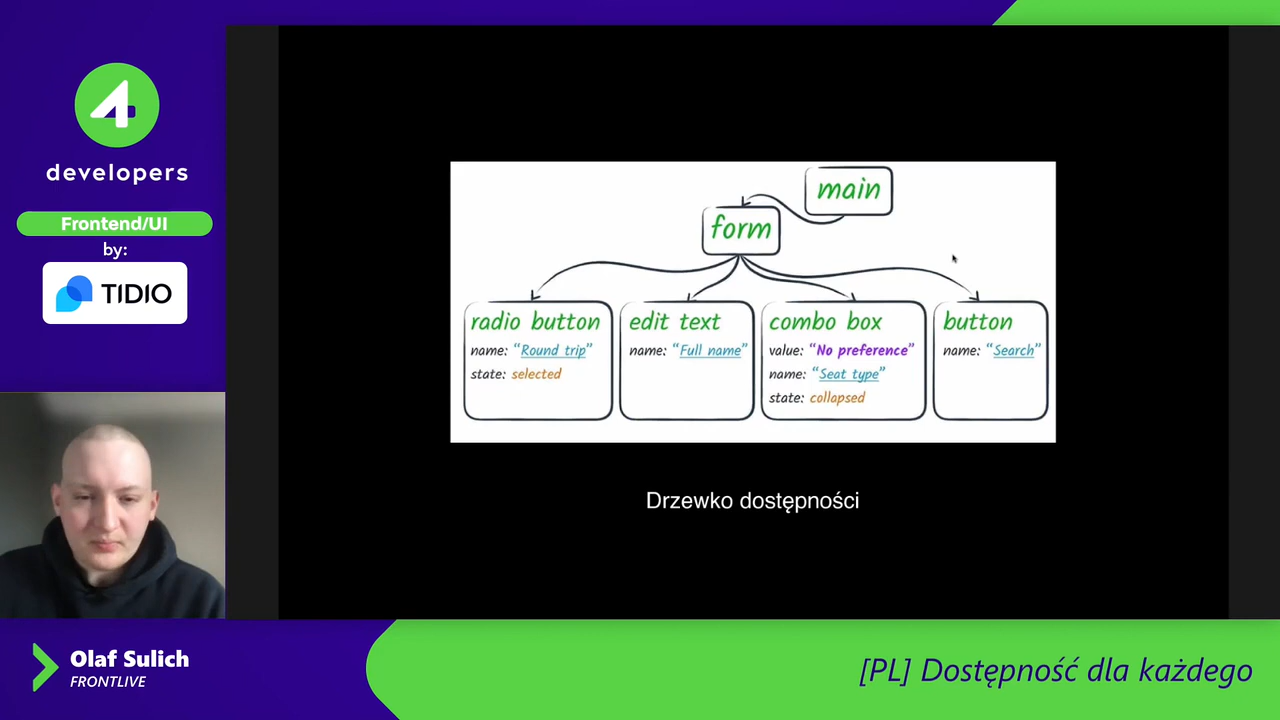 4
developers
Frontend/UI
by:
TIDIO
main
form
radio button
name: “Round trip”
state: selected
edit text
name: “Full name”
combo box
value: “No preference”
name: “Seat type”
state: collapsed
button
name: “Search”
Drzewko dostępności
Olaf Sulich
FRONTLIVE
[PL] Dostępność dla każdego